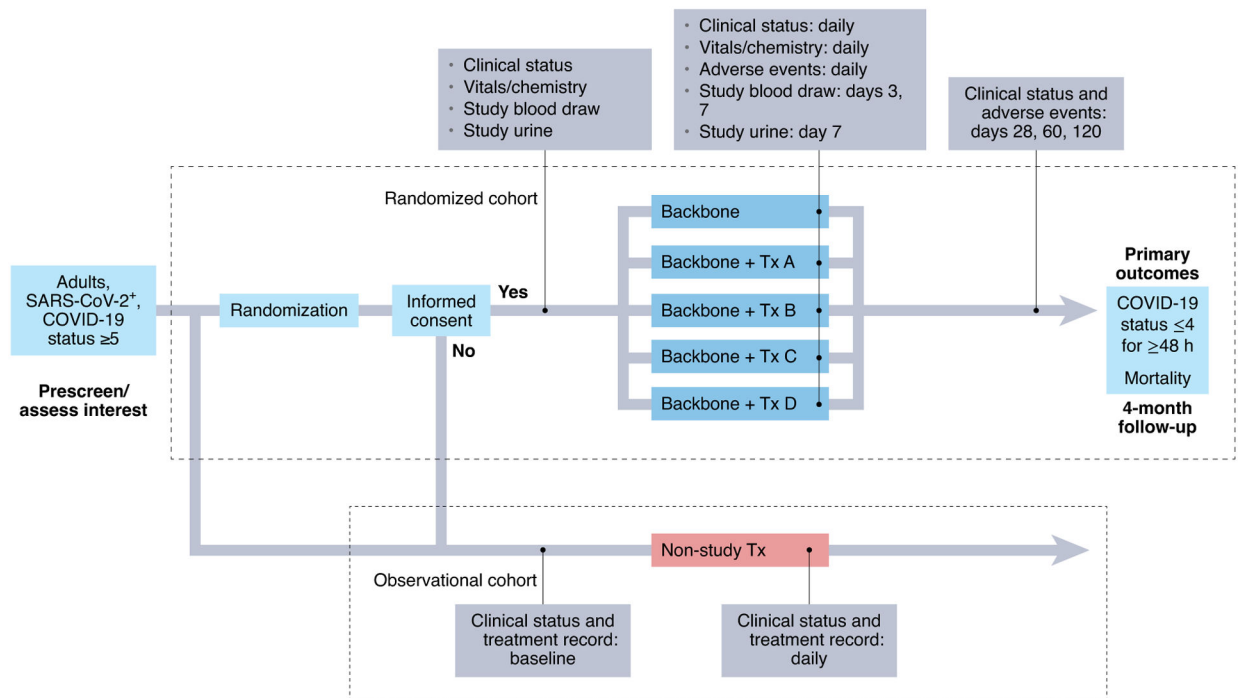 • Clinical status
• Vitals/chemistry
• Study blood draw
• Study urine
• Clinical status: daily
• Vitals/chemistry: daily
• Adverse events: daily
• Study blood draw: days 3,
7
• Study urine: day 7
Clinical status and
adverse events:
days 28, 60, 120
Randomized cohort
Adults,
SARS-CoV-2⁺,
COVID-19
status ≥5
Prescreen/
assess interest
Randomization
Informed
consent
Yes
No
Backbone
Backbone + Tx A
Backbone + Tx B
Backbone + Tx C
Backbone + Tx D
Primary
outcomes
COVID-19
status ≤4
for ≥48 h
Mortality
4-month
follow-up
Non-study Tx
Observational cohort
Clinical status and
treatment record:
baseline
Clinical status and
treatment record:
daily